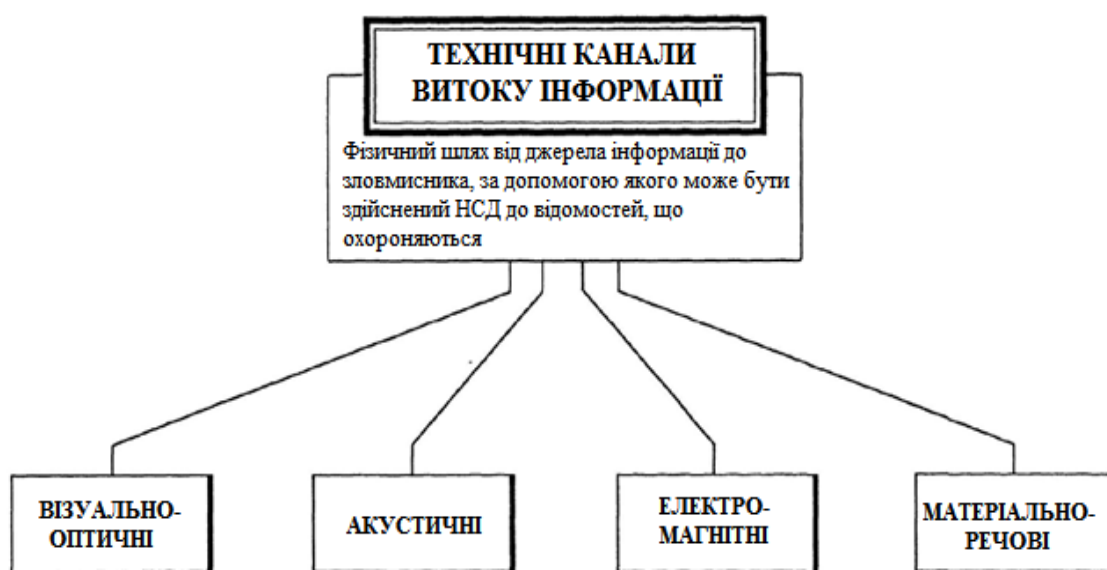 ТЕХНІЧНІ КАНАЛИ
ВИТОКУ ІНФОРМАЦІЇ
Фізичний шлях від джерела інформації до
зловмисника, за допомогою якого може бути
здійснений НСД до відомостей, що
охороняються
ВІЗУАЛЬНО-
ОПТИЧНІ
АКУСТИЧНІ
ЕЛЕКТРО-
МАГНІТНІ
МАТЕРІАЛЬНО-
РЕЧОВІ